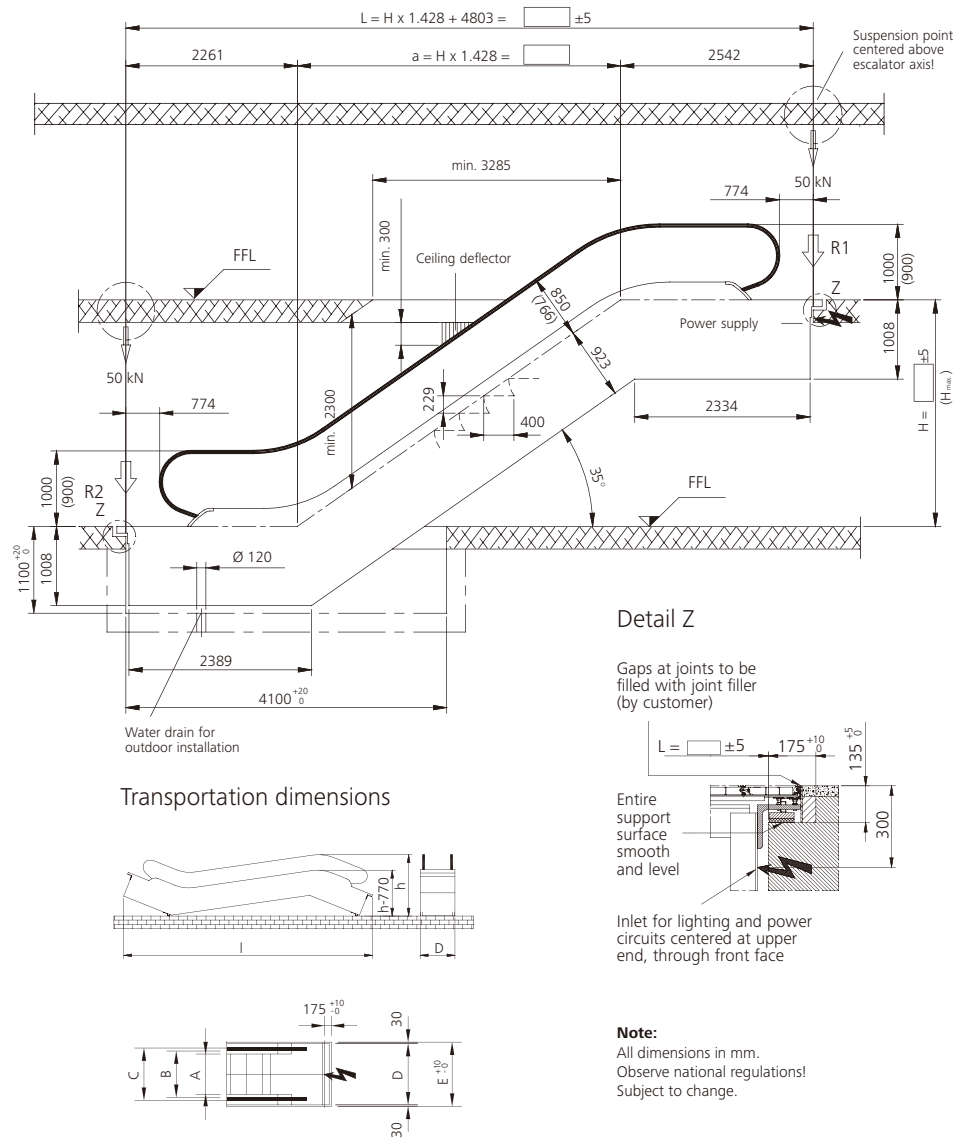 L = H x 1.428 + 4803 = ±5
Suspension point
centered above
escalator axis!
2261
a = H x 1.428 =
2542
min. 3285
774
50 kN
min. 300
FFL
Ceiling deflector
R1
1000
(900)
850
(766)
Z
Power supply
1008
923
50 kN
774
min. 2300
229
400
2334
H = ±5
(H max.)
1000
(900)
R2
Z
35°
FFL
1100 +20 0
1008
Ø 120
2389
4100 +20 0
Water drain for
outdoor installation
Detail Z
Gaps at joints to be
filled with joint filler
(by customer)
L = ±5
175 +10 0
135 +5 0
300
Entire
support
surface
smooth
and level
Inlet for lighting and power
circuits centered at upper
end, through front face
Transportation dimensions
h-770
h
l
D
175 +10 -0
30
C
B
A
D
E +10 -0
30
Note:
All dimensions in mm.
Observe national regulations!
Subject to change.